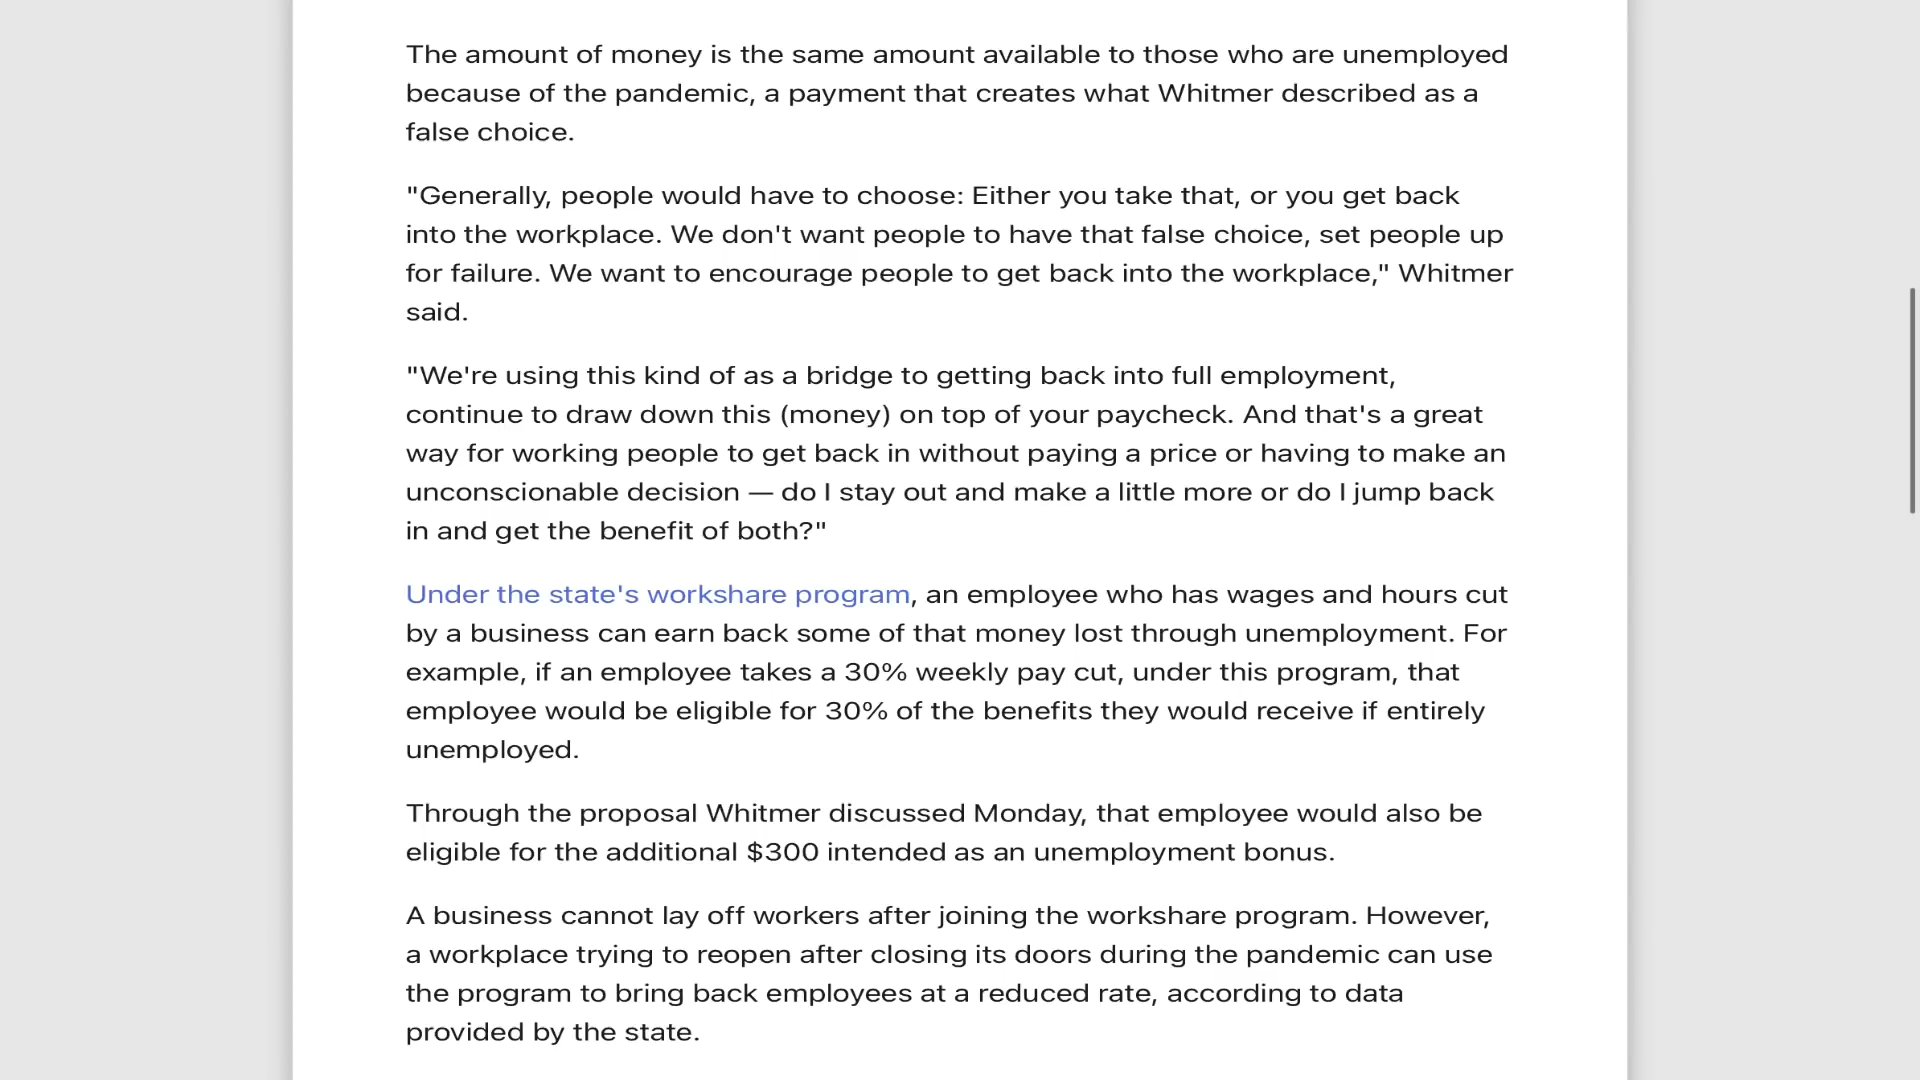 The amount of money is the same amount available to those who are unemployed
because of the pandemic, a payment that creates what Whitmer described as a
false choice.
"Generally, people would have to choose: Either you take that, or you get back
into the workplace. We don't want people to have that false choice, set people up
for failure. We want to encourage people to get back into the workplace," Whitmer
said.
"We're using this kind of as a bridge to getting back into full employment,
continue to draw down this (money) on top of your paycheck. And that's a great
way for working people to get back in without paying a price or having to make an
unconscionable decision — do I stay out and make a little more or do I jump back
in and get the benefit of both?"
Under the state's workshare program, an employee who has wages and hours cut
by a business can earn back some of that money lost through unemployment. For
example, if an employee takes a 30% weekly pay cut, under this program, that
employee would be eligible for 30% of the benefits they would receive if entirely
unemployed.
Through the proposal Whitmer discussed Monday, that employee would also be
eligible for the additional $300 intended as an unemployment bonus.
A business cannot lay off workers after joining the workshare program. However,
a workplace trying to reopen after closing its doors during the pandemic can use
the program to bring back employees at a reduced rate, according to data
provided by the state.